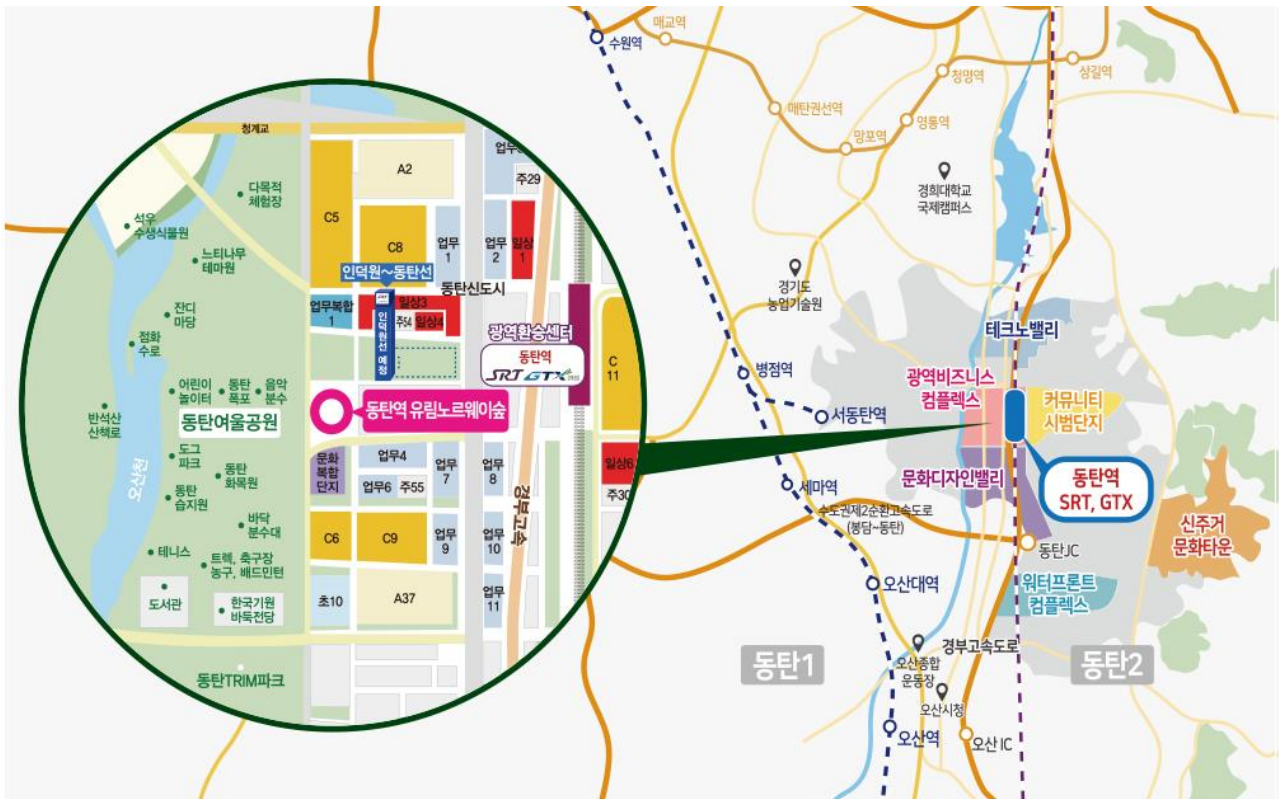 청계교
A2
업무
주29
다목적
체험장
C5
석우
수생식물원
C8
업무
1
업무
2
일상
1
느티나무
테마원
인덕원~동탄선
동탄신도시
업무복합
1
일상3
주54
일상4
인덕원선 예정
잔디
마당
점화
수로
광역환승센터
동탄역
SRT GTX
C
11
어린이
놀이터
동탄
폭포
음악
분수
반석산
산책로
동탄여울공원
동탄역 유림노르웨이숲
오산천
도그
파크
동탄
화목원
동탄
습지원
문화
복합
단지
업무4
업무6
주55
업무
7
업무
8
경부고속
일상6
주30
바닥
분수대
테니스
트렉, 축구장
농구, 배드민턴
C6
C9
업무
9
업무
10
도서관
한국기원
바둑전당
초10
A37
업무
11
동탄TRIM파크
수원역
매교역
청명역
상길역
매탄권선역
영통역
망포역
경희대학교
국제캠퍼스
경기도
농업기술원
테크노밸리
병점역
광역비즈니스
컴플렉스
커뮤니티
시범단지
서동탄역
문화디자인밸리
동탄역
SRT, GTX
세마역
수도권제2순환고속도로
(봉담~동탄)
신주거
문화타운
동탄JC
오산대역
워터프론트
컴플렉스
동탄1
오산종합
운동장
경부고속도로
동탄2
오산시청
오산역
오산 IC